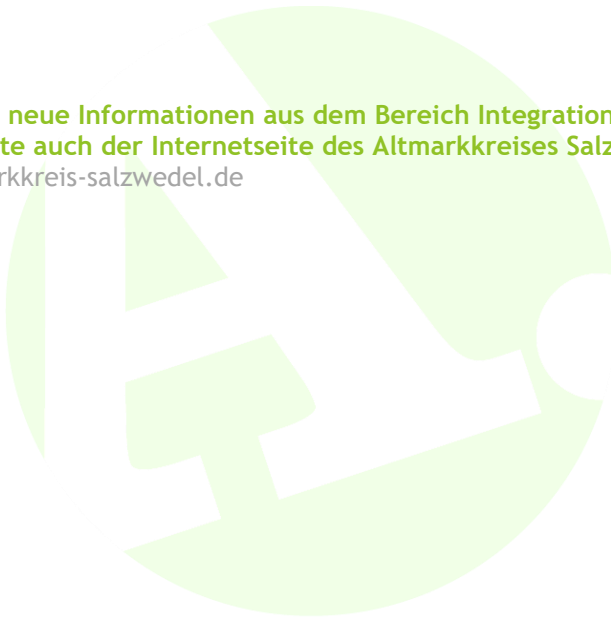 neue Informationen aus dem Bereich Integration
te auch der Internetseite des Altmarkkreises Salz
rkkreis-salzwedel.de